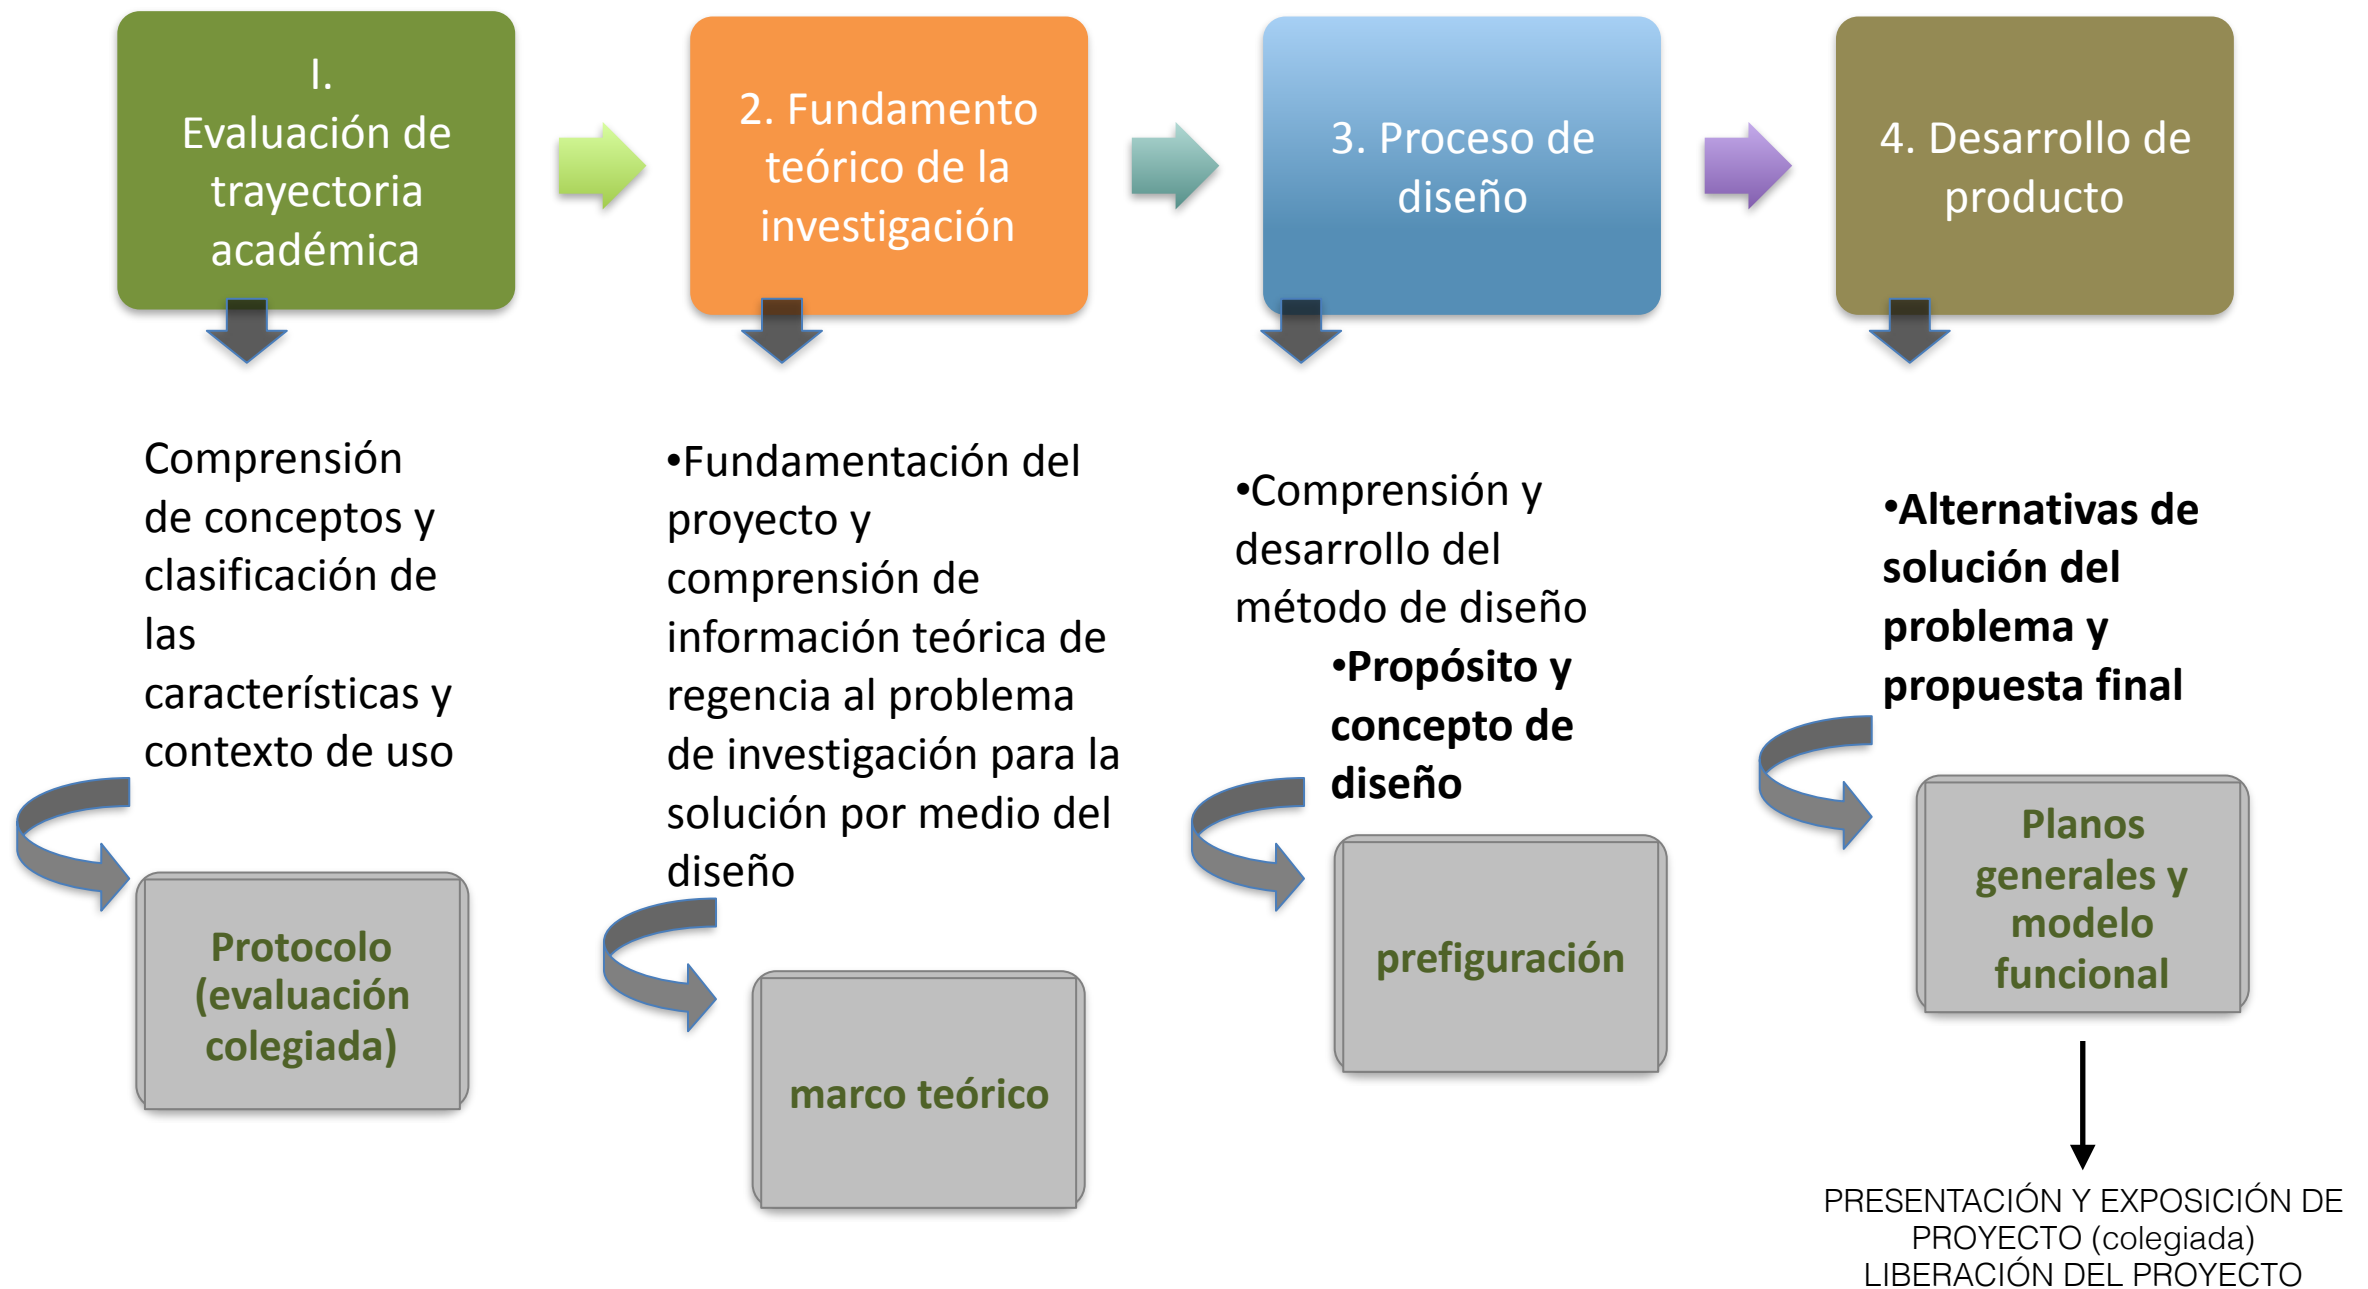 I.
Evaluación de
trayectoria
académica
2. Fundamento
teórico de la
investigación
3. Proceso de
diseño
4. Desarrollo de
producto
Comprensión
de conceptos y
clasificación de
las
características y
contexto de uso
Protocolo
(evaluación
colegiada)
•Fundamentación del
proyecto y
comprensión de
información teórica de
regencia al problema
de investigación para la
solución por medio del
diseño
marco teórico
•Comprensión y
desarrollo del
método de diseño
•Propósito y
concepto de
diseño
prefiguración
•Alternativas de
solución del
problema y
propuesta final
Planos
generales y
modelo
funcional
PRESENTACIÓN Y EXPOSICIÓN DE
PROYECTO (colegiada)
LIBERACIÓN DEL PROYECTO